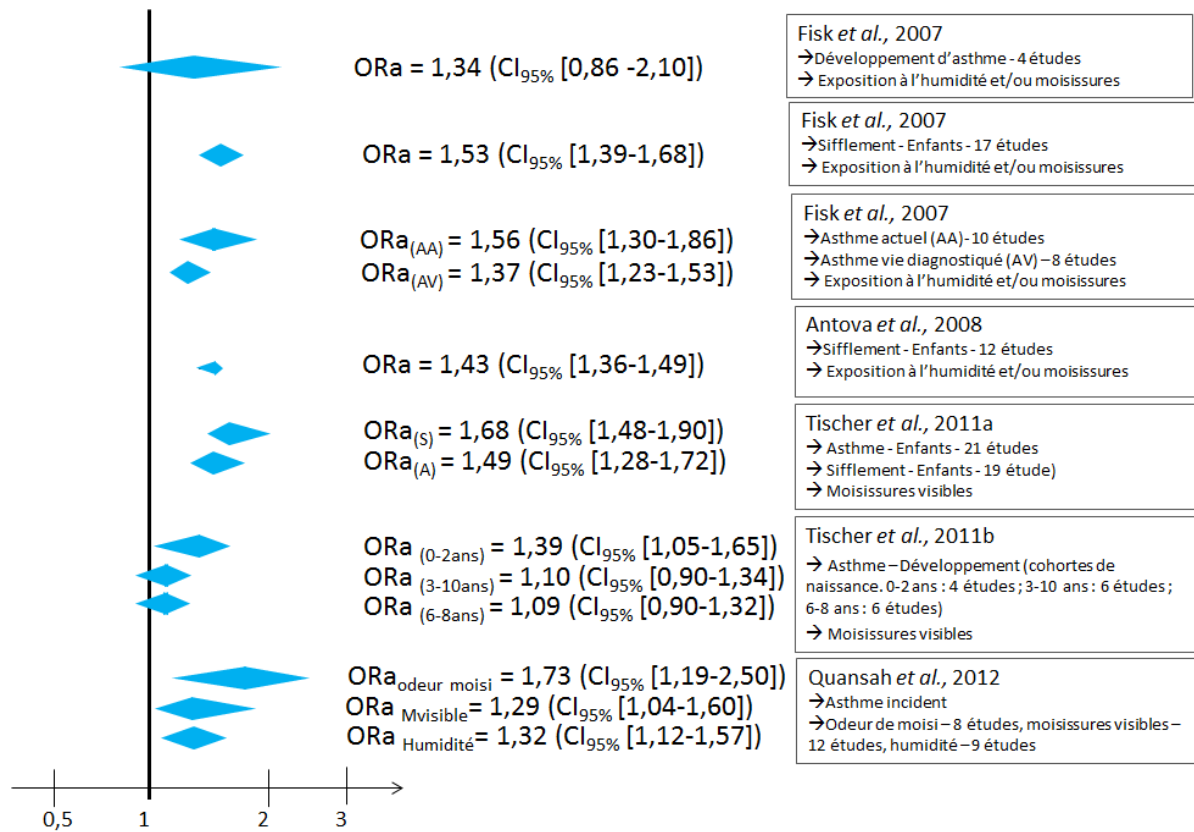 Fisk et al., 2007
→Développement d'asthme - 4 études
→ Exposition à l'humidité et/ou moisissures
ORa = 1,34 (CI95% [0,86 -2,10])
Fisk et al., 2007
→Sifflement - Enfants - 17 études
→ Exposition à l'humidité et/ou moisissures
ORa = 1,53 (CI95% [1,39-1,68])
Fisk et al., 2007
→Asthme actuel (AA)- 10 études
→Asthme vie diagnostiqué (AV) – 8 études
→ Exposition à l'humidité et/ou moisissures
ORa(AA) = 1,56 (CI95% [1,30-1,86])
ORa(AV) = 1,37 (CI95% [1,23-1,53])
Antova et al., 2008
→Sifflement - Enfants - 12 études
→ Exposition à l'humidité et/ou moisissures
ORa = 1,43 (CI95% [1,36-1,49])
Tischer et al., 2011a
→ Asthme - Enfants - 21 études
→ Sifflement - Enfants - 19 étude)
→ Moisissures visibles
ORa(S) = 1,68 (CI95% [1,48-1,90])
ORa(A) = 1,49 (CI95% [1,28-1,72])
Tischer et al., 2011b
→ Asthme – Développement (cohortes de
naissance. 0-2ans : 4 études ; 3-10 ans : 6 études ;
6-8 ans : 6 études)
→ Moisissures visibles
ORa (0-2ans) = 1,39 (CI95% [1,05-1,65])
ORa (3-10ans) = 1,10 (CI95% [0,90-1,34])
ORa (6-8ans) = 1,09 (CI95% [0,90-1,32])
Quansah et al., 2012
→Asthme incident
→Odeur de moisi – 8 études, moisissures visibles –
12 études, humidité – 9 études
ORa odeur moisi = 1,73 (CI95% [1,19-2,50])
ORa Mvisible= 1,29 (CI95% [1,04-1,60])
ORa Humidité= 1,32 (CI95% [1,12-1,57])
0,5 1 2 3